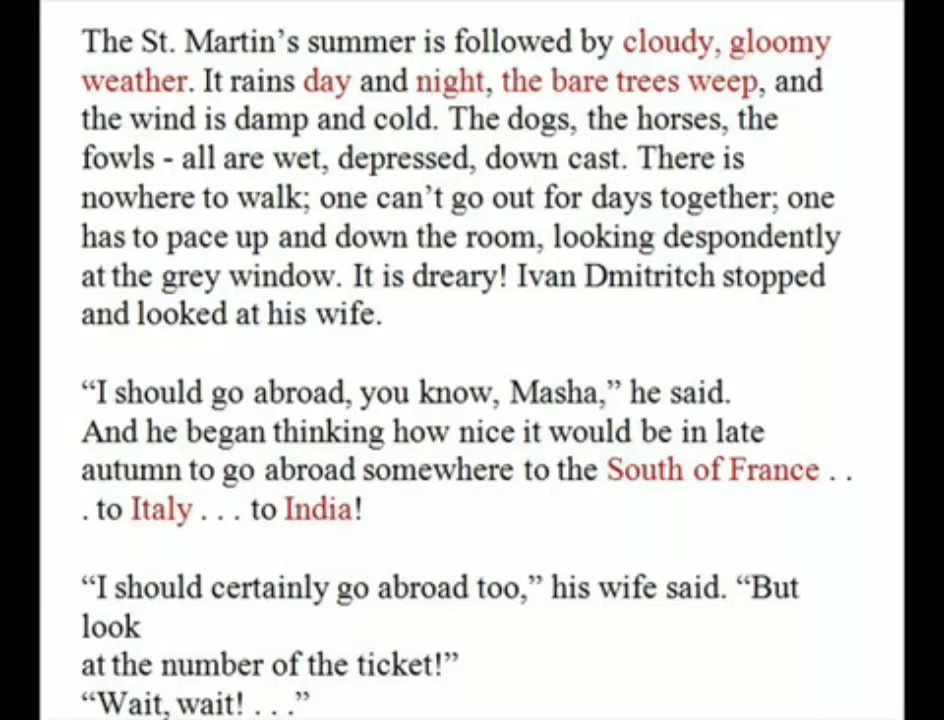 The St. Martin’s summer is followed by cloudy, gloomy
weather. It rains day and night, the bare trees weep, and
the wind is damp and cold. The dogs, the horses, the
fowls - all are wet, depressed, down cast. There is
nowhere to walk; one can’t go out for days together; one
has to pace up and down the room, looking despondently
at the grey window. It is dreary! Ivan Dmitritch stopped
and looked at his wife.
“I should go abroad, you know, Masha,” he said.
And he began thinking how nice it would be in late
autumn to go abroad somewhere to the South of France . .
. to Italy . . . to India!
“I should certainly go abroad too,” his wife said. “But
look
at the number of the ticket!”
“Wait, wait! . . .”